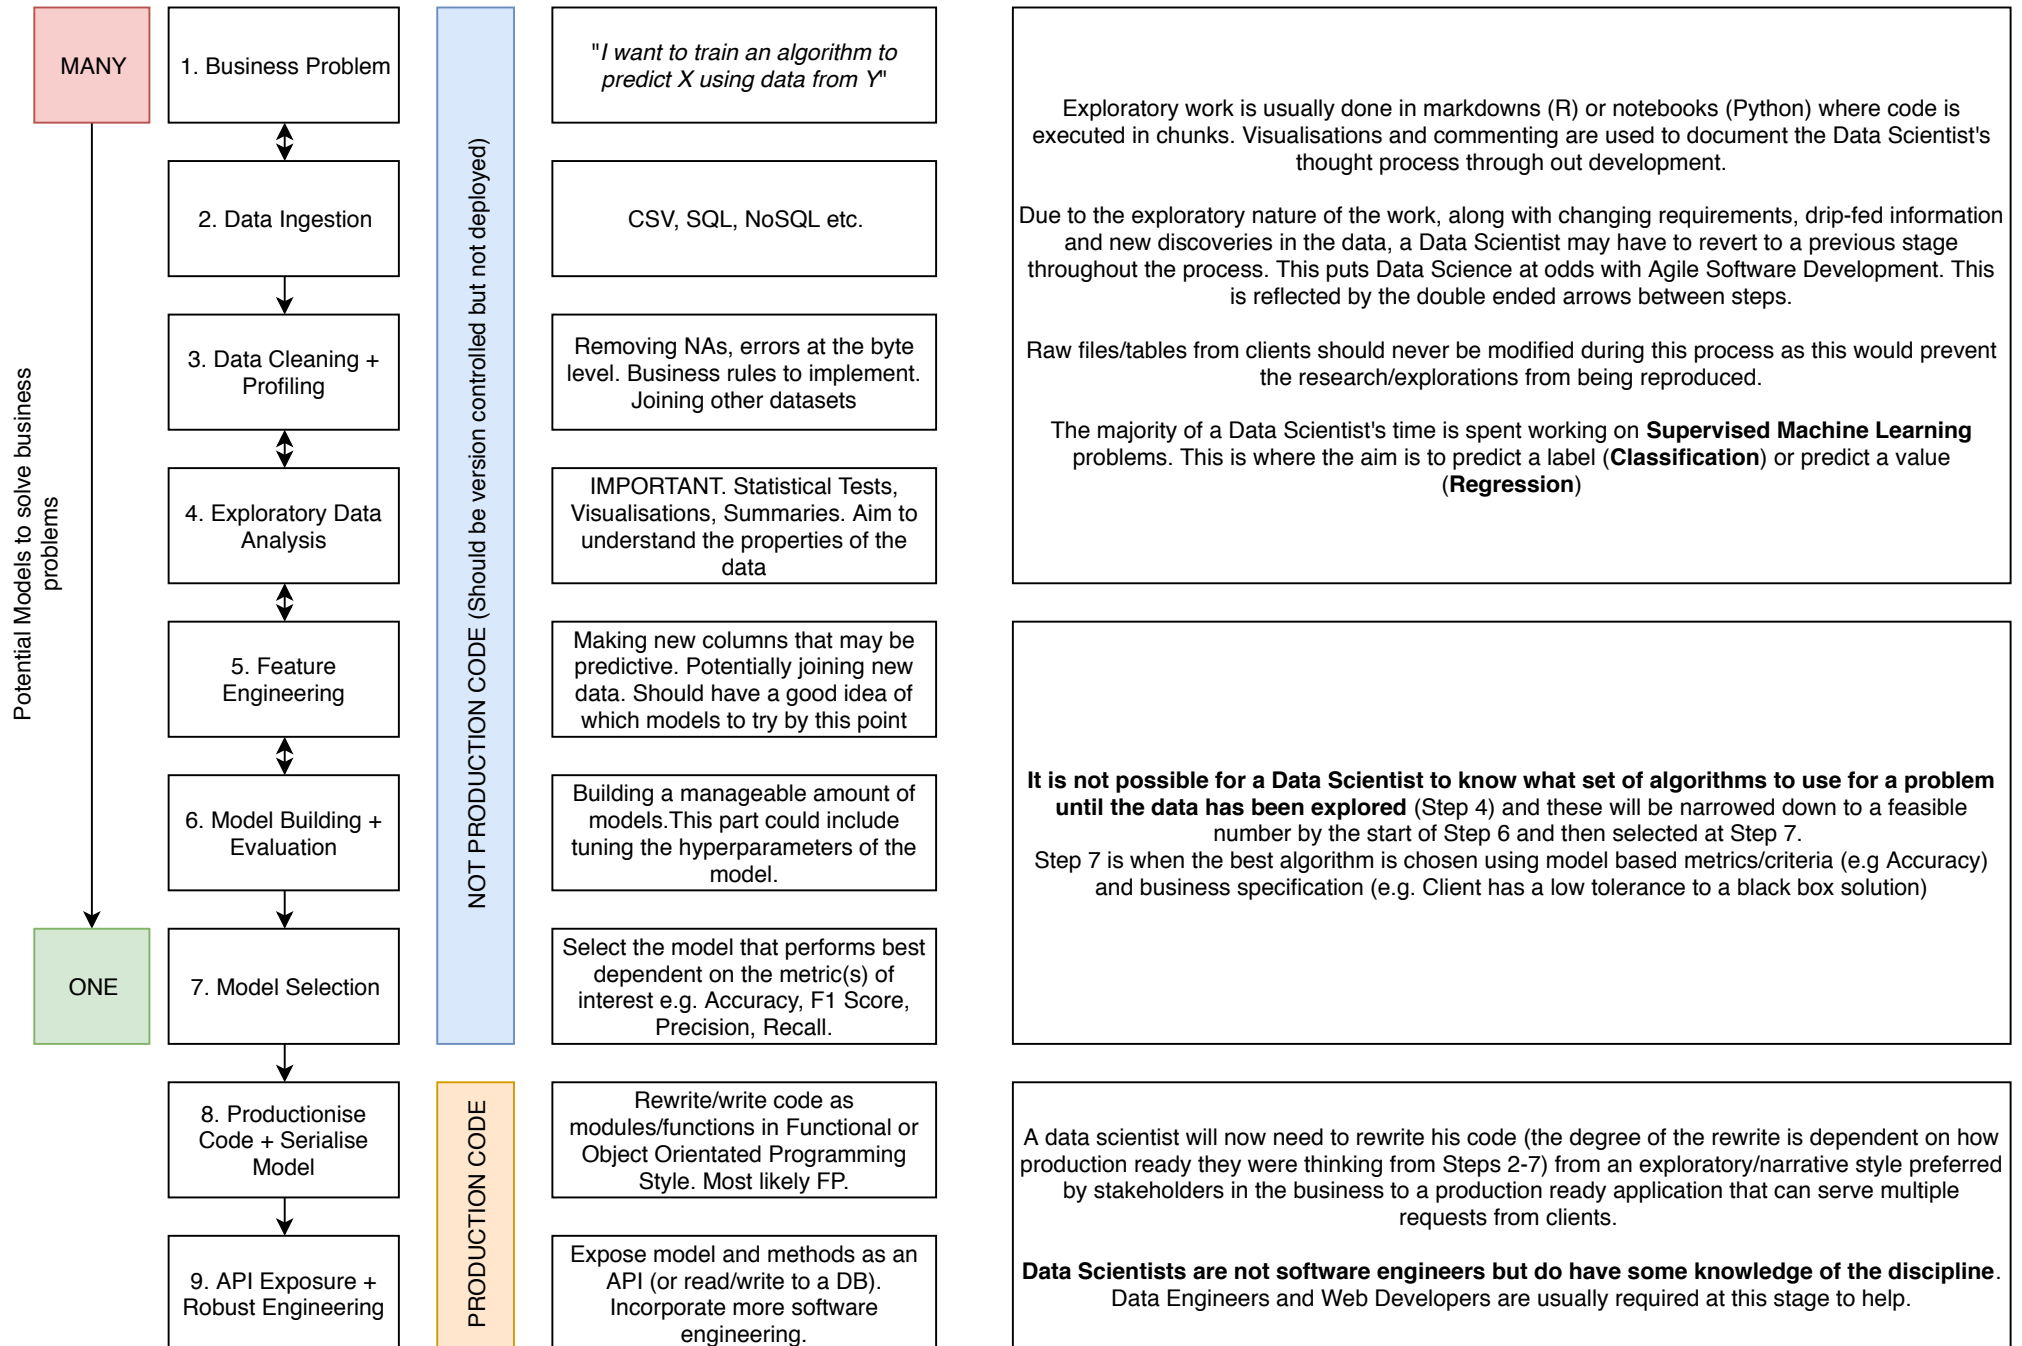 MANY
1. Business Problem
"I want to train an algorithm to
predict X using data from Y"
2. Data Ingestion
CSV, SQL, NoSQL etc.
3. Data Cleaning +
Profiling
Removing NAs, errors at the byte
level. Business rules to implement.
Joining other datasets
4. Exploratory Data
Analysis
IMPORTANT. Statistical Tests,
Visualisations, Summaries. Aim to
understand the properties of the
data
5. Feature
Engineering
Making new columns that may be
predictive. Potentially joining new
data. Should have a good idea of
which models to try by this point
6. Model Building +
Evaluation
Building a manageable amount of
models.This part could include
tuning the hyperparameters of the
model.
ONE
7. Model Selection
Select the model that performs best
dependent on the metric(s) of
interest e.g. Accuracy, F1 Score,
Precision, Recall.
8. Productionise
Code + Serialise
Model
Rewrite/write code as
modules/functions in Functional or
Object Orientated Programming
Style. Most likely FP.
9. API Exposure +
Robust Engineering
Expose model and methods as an
API (or read/write to a DB).
Incorporate more software
engineering.
Potential Models to solve business
problems
NOT PRODUCTION CODE (Should be version controlled but not deployed)
PRODUCTION CODE
Exploratory work is usually done in markdowns (R) or notebooks (Python) where code is
executed in chunks. Visualisations and commenting are used to document the Data Scientist's
thought process through out development.
Due to the exploratory nature of the work, along with changing requirements, drip-fed information
and new discoveries in the data, a Data Scientist may have to revert to a previous stage
throughout the process. This puts Data Science at odds with Agile Software Development. This
is reflected by the double ended arrows between steps.
Raw files/tables from clients should never be modified during this process as this would prevent
the research/explorations from being reproduced.
The majority of a Data Scientist's time is spent working on Supervised Machine Learning
problems. This is where the aim is to predict a label (Classification) or predict a value
(Regression)
It is not possible for a Data Scientist to know what set of algorithms to use for a problem
until the data has been explored (Step 4) and these will be narrowed down to a feasible
number by the start of Step 6 and then selected at Step 7.
Step 7 is when the best algorithm is chosen using model based metrics/criteria (e.g Accuracy)
and business specification (e.g. Client has a low tolerance to a black box solution)
A data scientist will now need to rewrite his code (the degree of the rewrite is dependent on how
production ready they were thinking from Steps 2-7) from an exploratory/narrative style preferred
by stakeholders in the business to a production ready application that can serve multiple
requests from clients.
Data Scientists are not software engineers but do have some knowledge of the discipline.
Data Engineers and Web Developers are usually required at this stage to help.